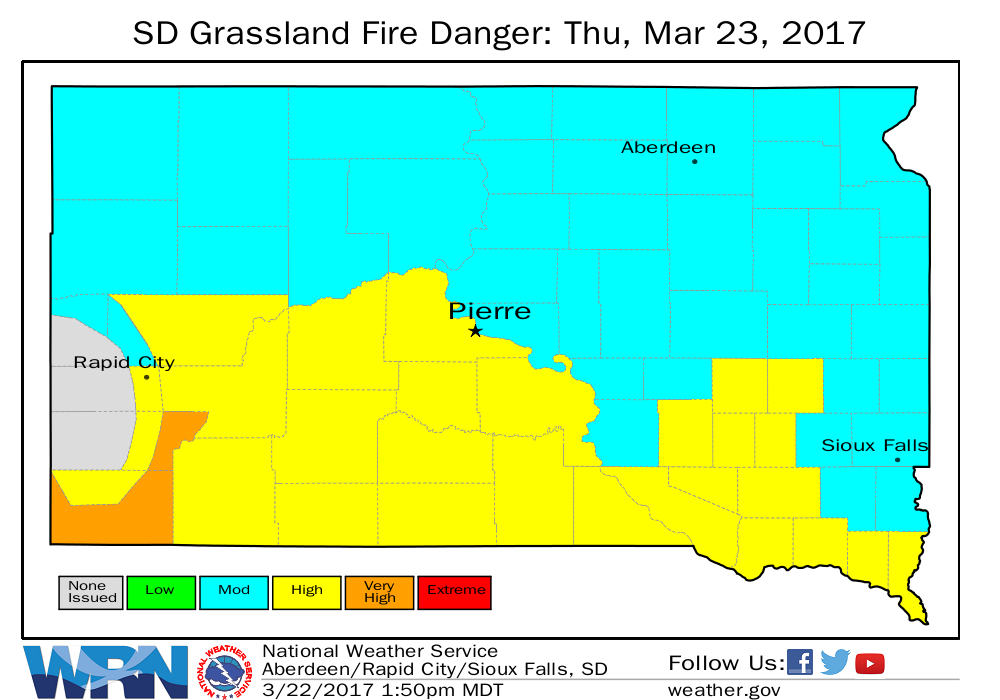 SD Grassland Fire Danger: Thu, Mar 23, 2017
Aberdeen
Pierre
Rapid City
Sioux Falls
None
Issued
Low
Mod
High
Very
High
Extreme
WRN
NATIONAL WEATHER SERVICE
National Weather Service
Aberdeen/Rapid City/Sioux Falls, SD
3/22/2017 1:50pm MDT
Follow Us:
weather.gov